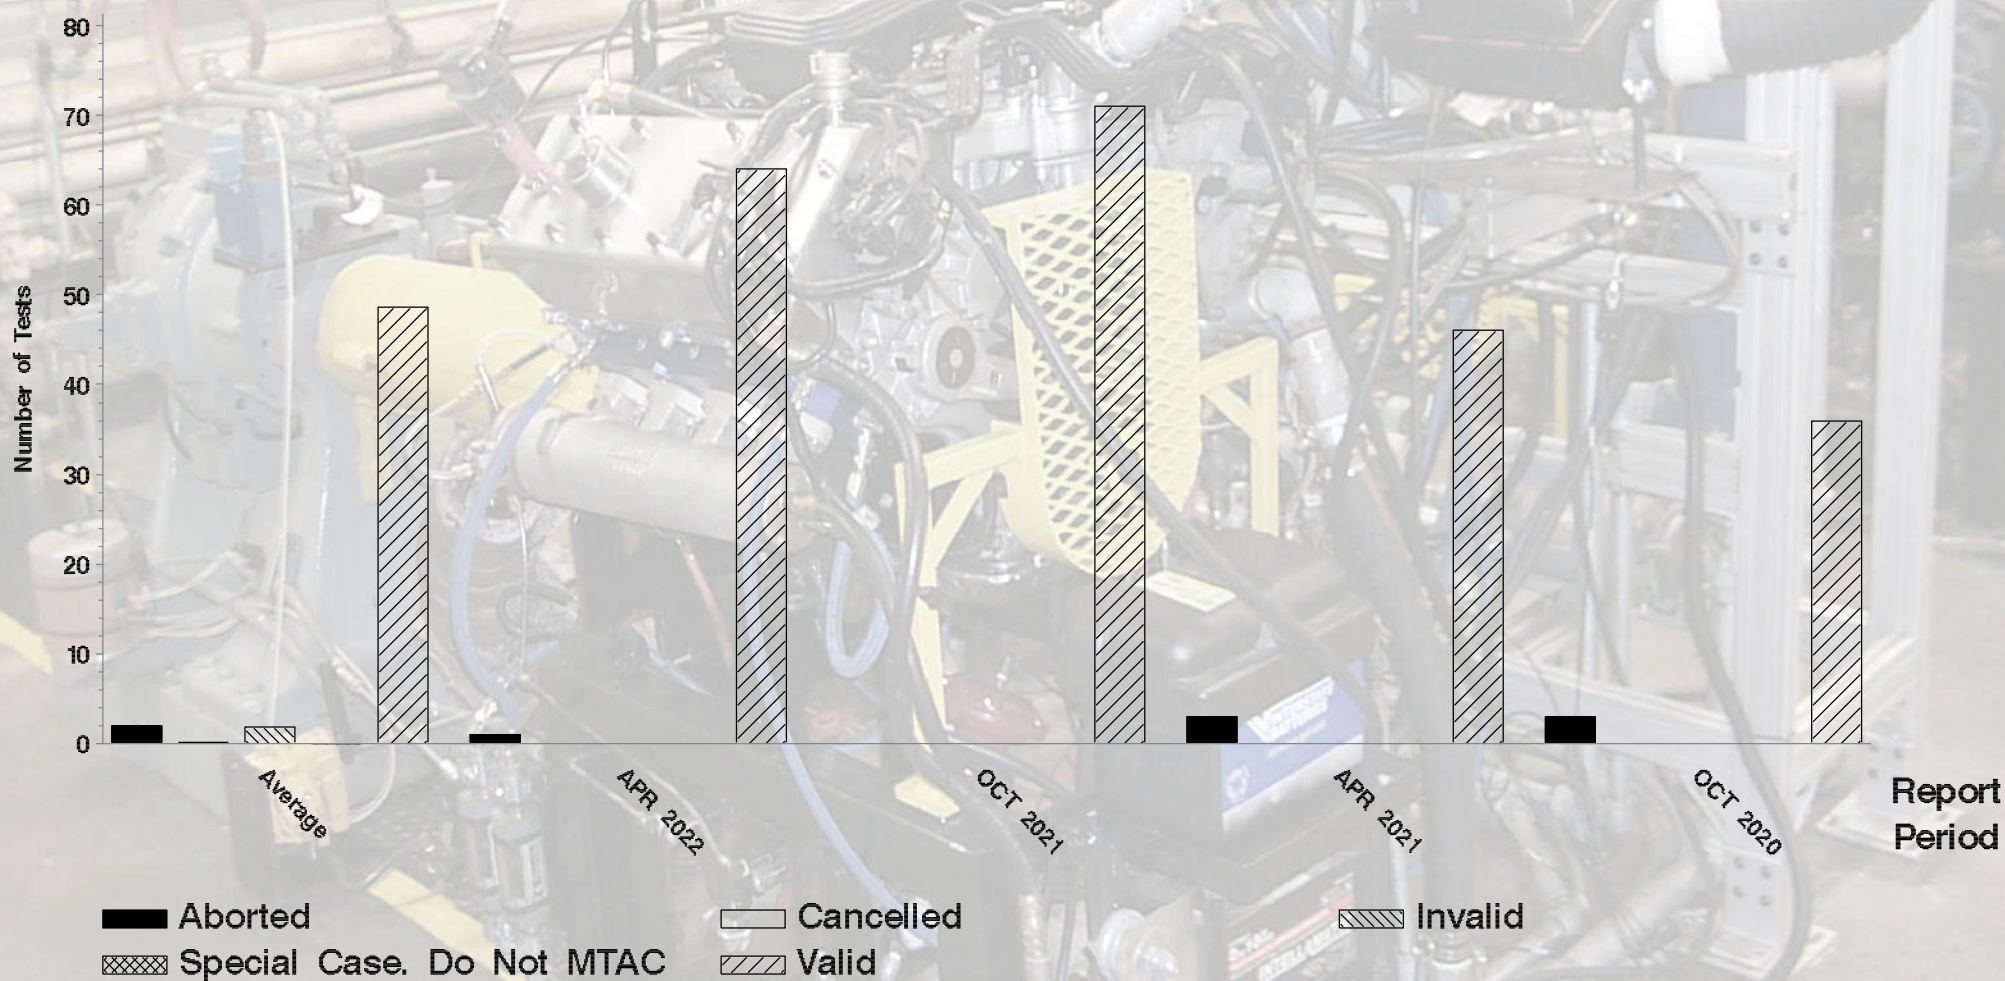 80
70
60
50
40
30
20
10
0
Number of Tests
Average
APR 2022
OCT 2021
APR 2021
OCT 2020
Report
Period
Aborted
Cancelled
Invalid
Special Case. Do Not MTAC
Valid